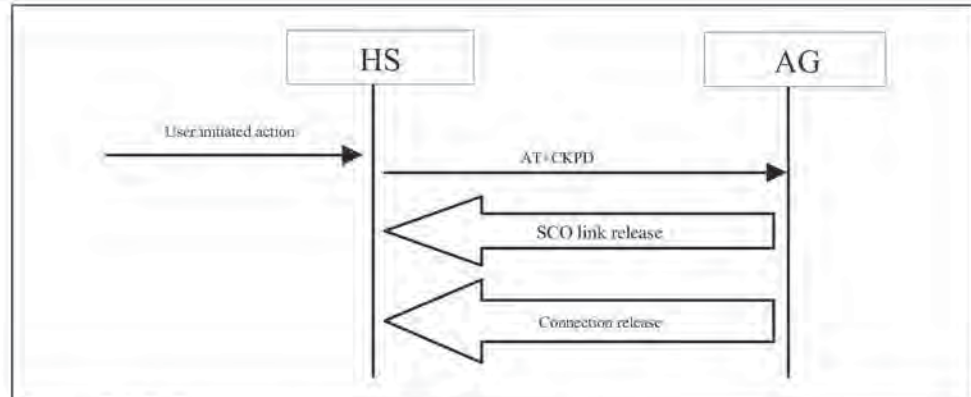 HS
AG
User initiated action
AT+CKPD
SCO link release
Connection release